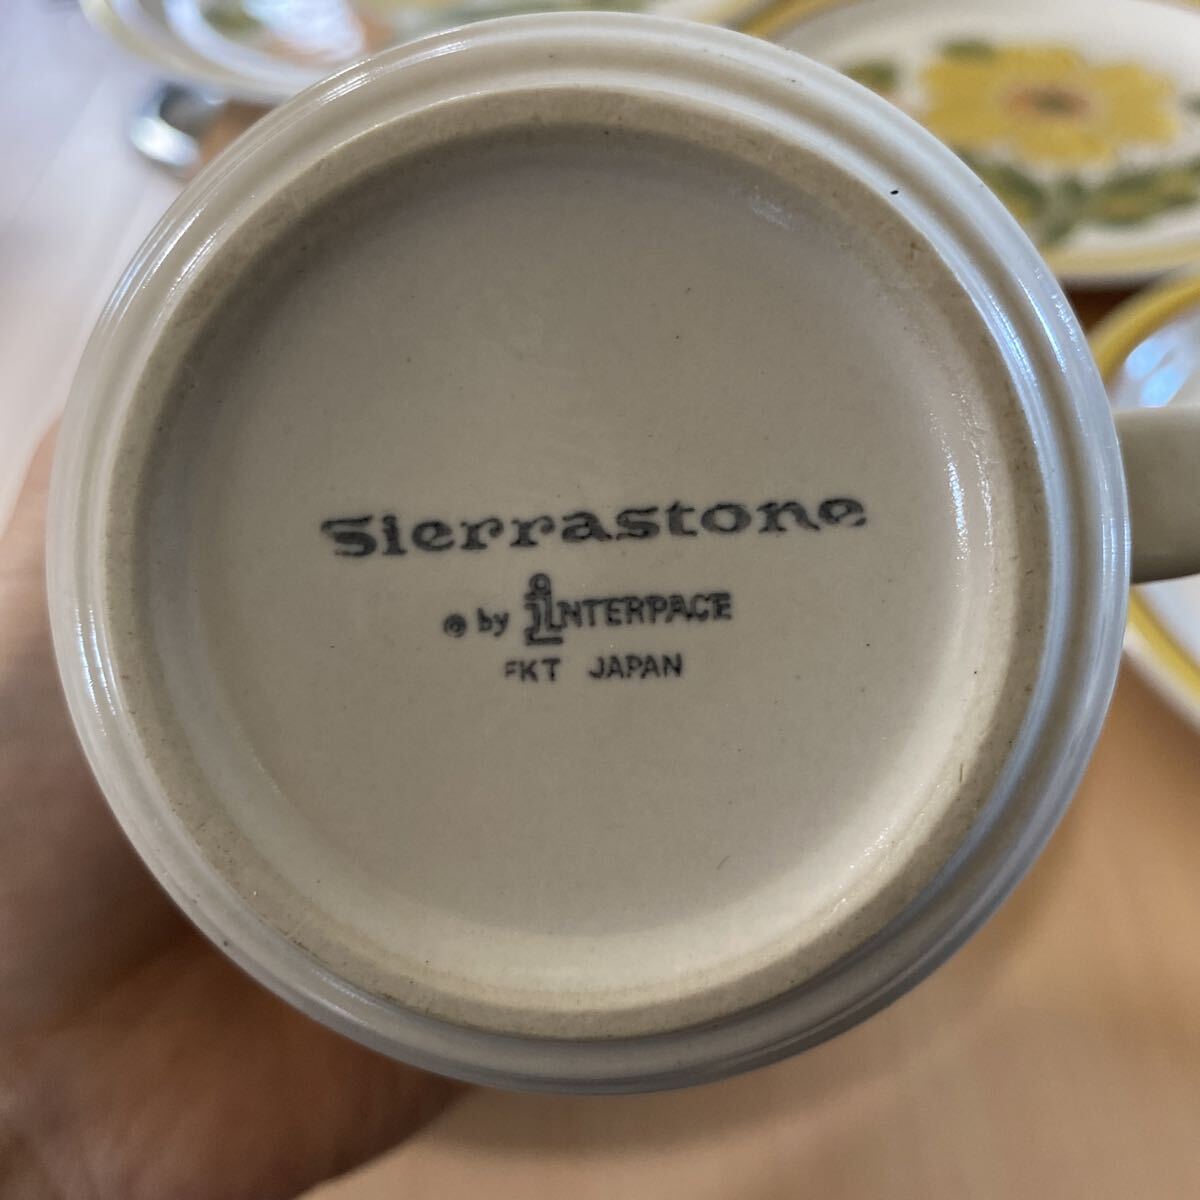 Sierrastone
© by iNTERPACE
FKT JAPAN